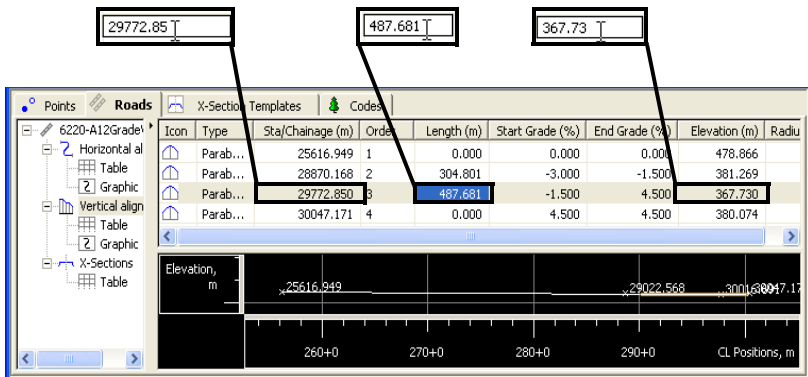 29772.85 487.681 367.73
Points Roads X-Section Templates Codes
6220-A12Grade\ Icon Type Sta/Chainage (m) Order Length (m) Start Grade (%) End Grade (%) Elevation (m) Radiu
Horizontal al Parab... 25616.949 1 0.000 0.000 0.000 478.866
Table Parab... 28870.168 2 304.801 -3.000 -1.500 381.269
Graphic Parab... 29772.850 3 487.681 -1.500 4.500 367.730
Vertical align Parab... 30047.171 4 0.000 4.500 4.500 380.074
Table
Graphic
X-Sections
Table
Elevation,
m
25616.949 29022.568 30047.17
260+0 270+0 280+0 290+0 CL Positions, m